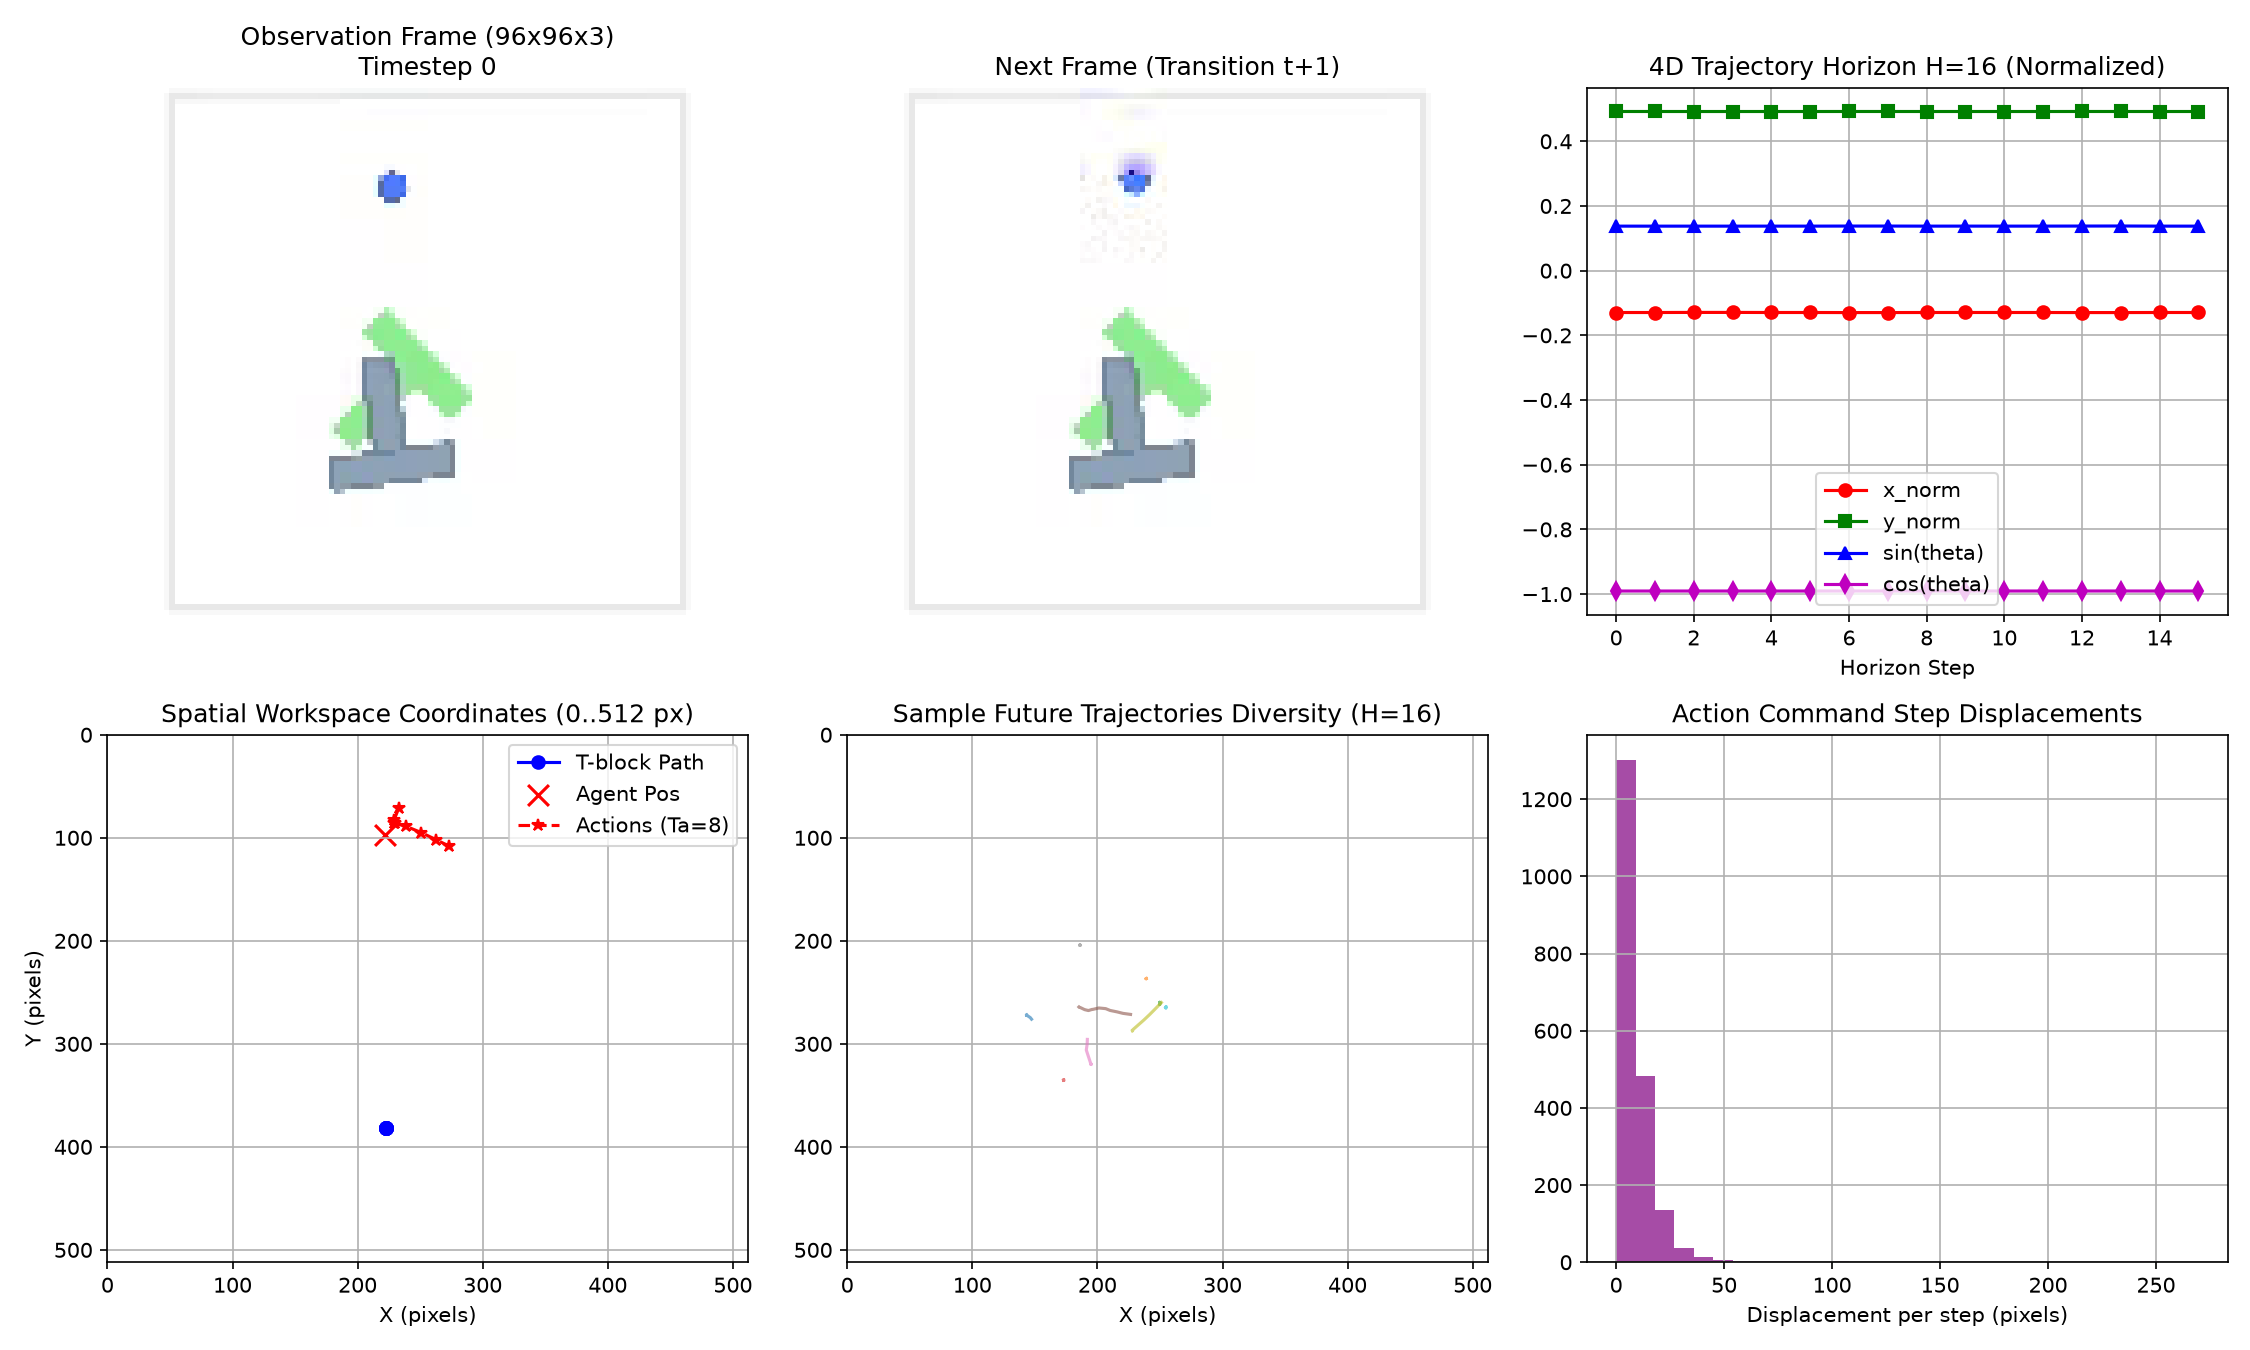 Observation Frame (96x96x3)
Timestep 0
Next Frame (Transition t+1)
4D Trajectory Horizon H=16 (Normalized)
0.4
0.2
0.0
−0.2
−0.4
−0.6
−0.8
−1.0
x_norm
y_norm
sin(theta)
cos(theta)
0 2 4 6 8 10 12 14
Horizon Step
Spatial Workspace Coordinates (0..512 px)
0
100
200
300
400
500
Y (pixels)
T-block Path
Agent Pos
Actions (Ta=8)
0 100 200 300 400 500
X (pixels)
Sample Future Trajectories Diversity (H=16)
0
100
200
300
400
500
0 100 200 300 400 500
X (pixels)
Action Command Step Displacements
1200
1000
800
600
400
200
0
0 50 100 150 200 250
Displacement per step (pixels)